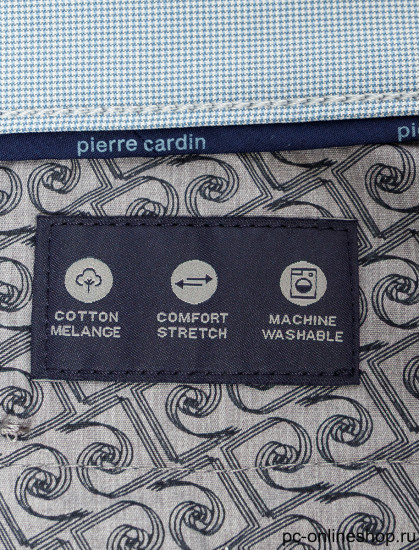 pierre cardin pi
COTTON MELANGE
COMFORT STRETCH
MACHINE WASHABLE
pc-onlineshop.ru